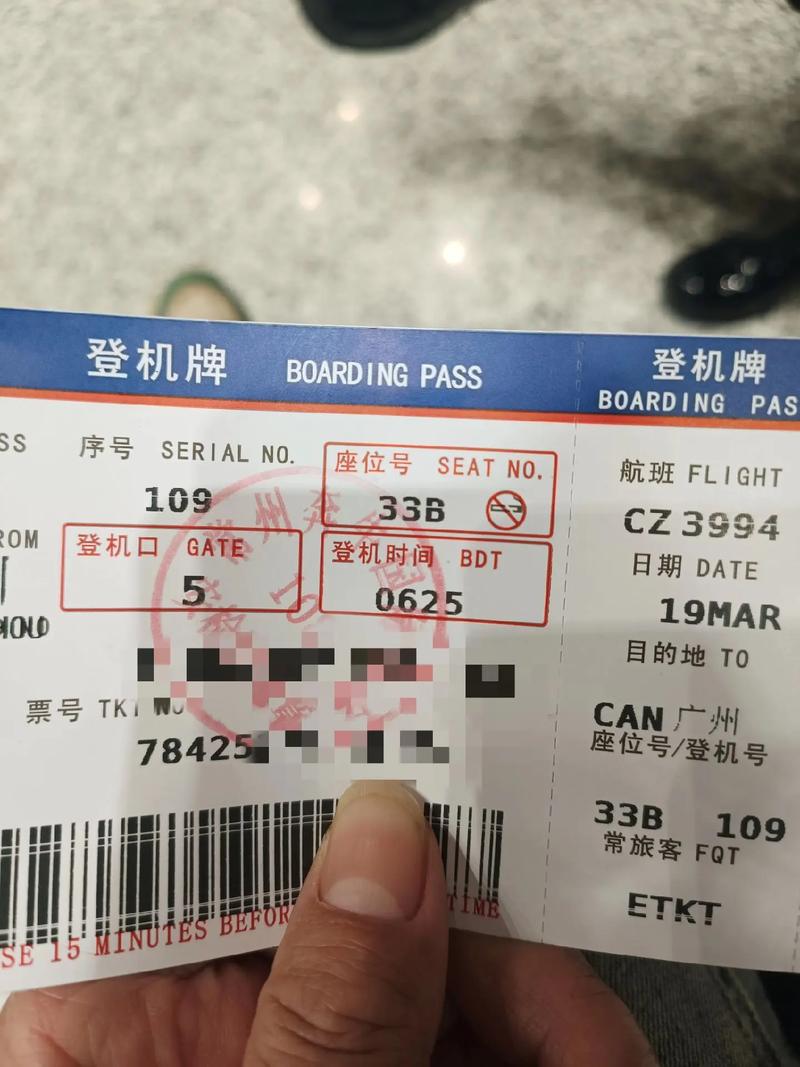 登机牌 BOARDING PASS
SS 序号 SERIAL NO.
109
座位号 SEAT NO.
33B
ROM
登机口 GATE
5
登机时间 BDT
0625
票号 TKT NO
78425
SE 15 MINUTES BEFOR TIME
登机牌
BOARDING PAS
航班 FLIGHT
CZ 3994
日期 DATE
19MAR
目的地 TO
CAN 广州
座位号/登机号
33B 109
常旅客 FQT
ETKT